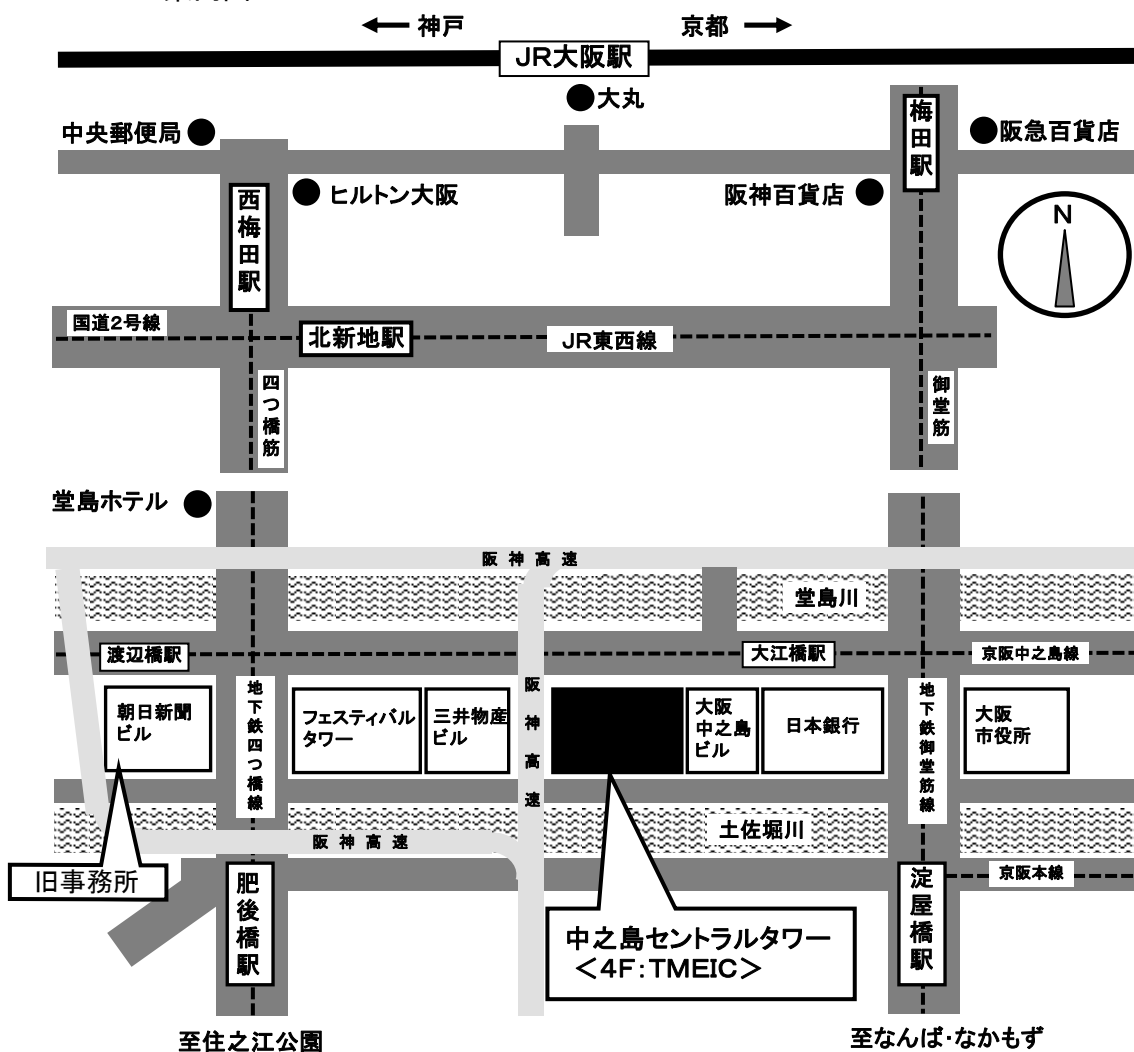 ← 神戸
京都 →
JR大阪駅
大丸
中央郵便局
梅田駅
阪急百貨店
西梅田駅
ヒルトン大阪
阪神百貨店
N
国道2号線
北新地駅
JR東西線
四つ橋筋
御堂筋
堂島ホテル
阪神高速
堂島川
渡辺橋駅
大江橋駅
京阪中之島線
朝日新聞
ビル
地下鉄四つ橋線
フェスティバル
タワー
三井物産
ビル
阪神高速
大阪
中之島
ビル
日本銀行
地下鉄御堂筋線
大阪
市役所
土佐堀川
阪神高速
旧事務所
肥後橋駅
淀屋橋駅
京阪本線
中之島セントラルタワー
<4F:TMEIC>
至住之江公園
至なんば・なかもず